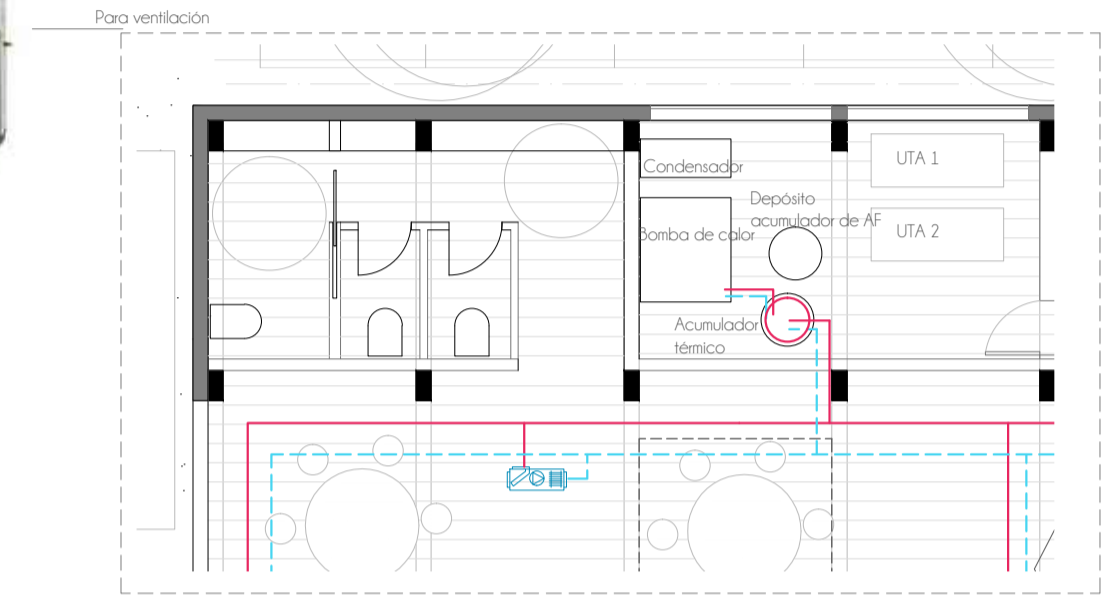 Para ventilación
Condensador
UTA 1
Depósito
acumulador de AF
Bomba de calor
UTA 2
Acumulador
térmico